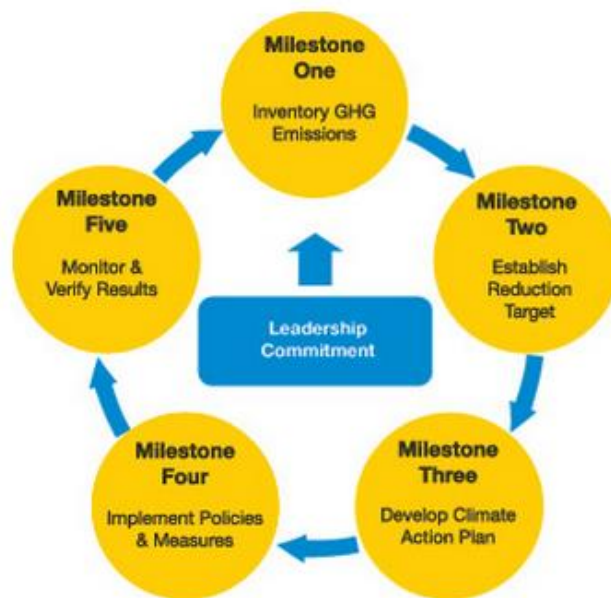 Milestone
One
Inventory GHG
Emissions
Milestone
Two
Establish
Reduction
Target
Milestone
Three
Develop Climate
Action Plan
Milestone
Four
Implement Policies
& Measures
Milestone
Five
Monitor &
Verify Results
Leadership
Commitment